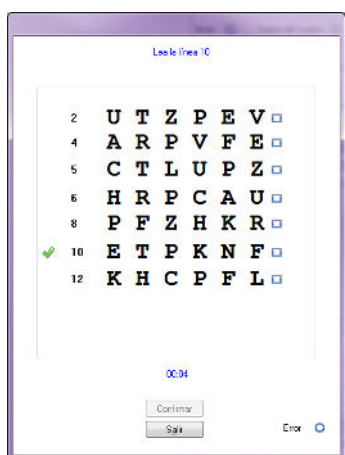 Lea la línea 10
2 U T Z P E V
4 A R P V F E
5 C T L U P Z
6 H R P C A U
8 P F Z H K R
10 E T P K N F
12 K H C P F L
00:04
Confirmar
Salir
Error